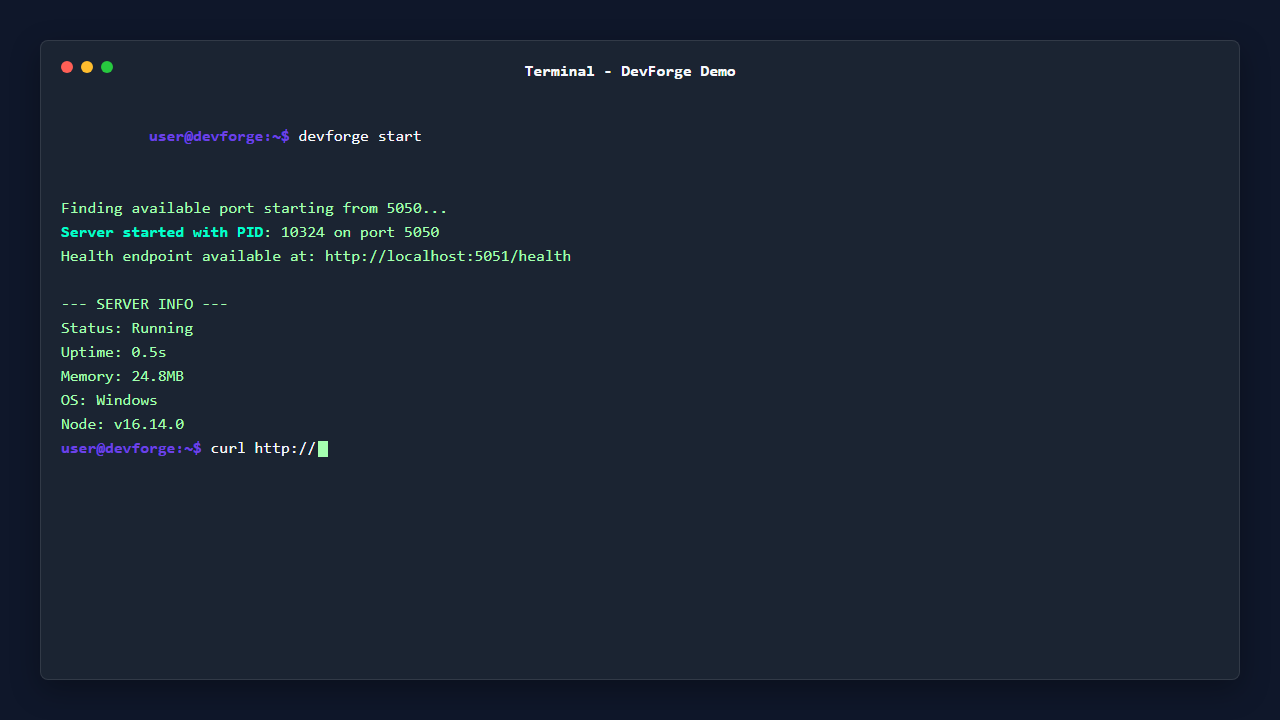 Terminal - DevForge Demo
user@devforge:~$ devforge start
Finding available port starting from 5050...
Server started with PID: 10324 on port 5050
Health endpoint available at: http://localhost:5051/health
--- SERVER INFO ---
Status: Running
Uptime: 0.5s
Memory: 24.8MB
OS: Windows
Node: v16.14.0
user@devforge:~$ curl http://